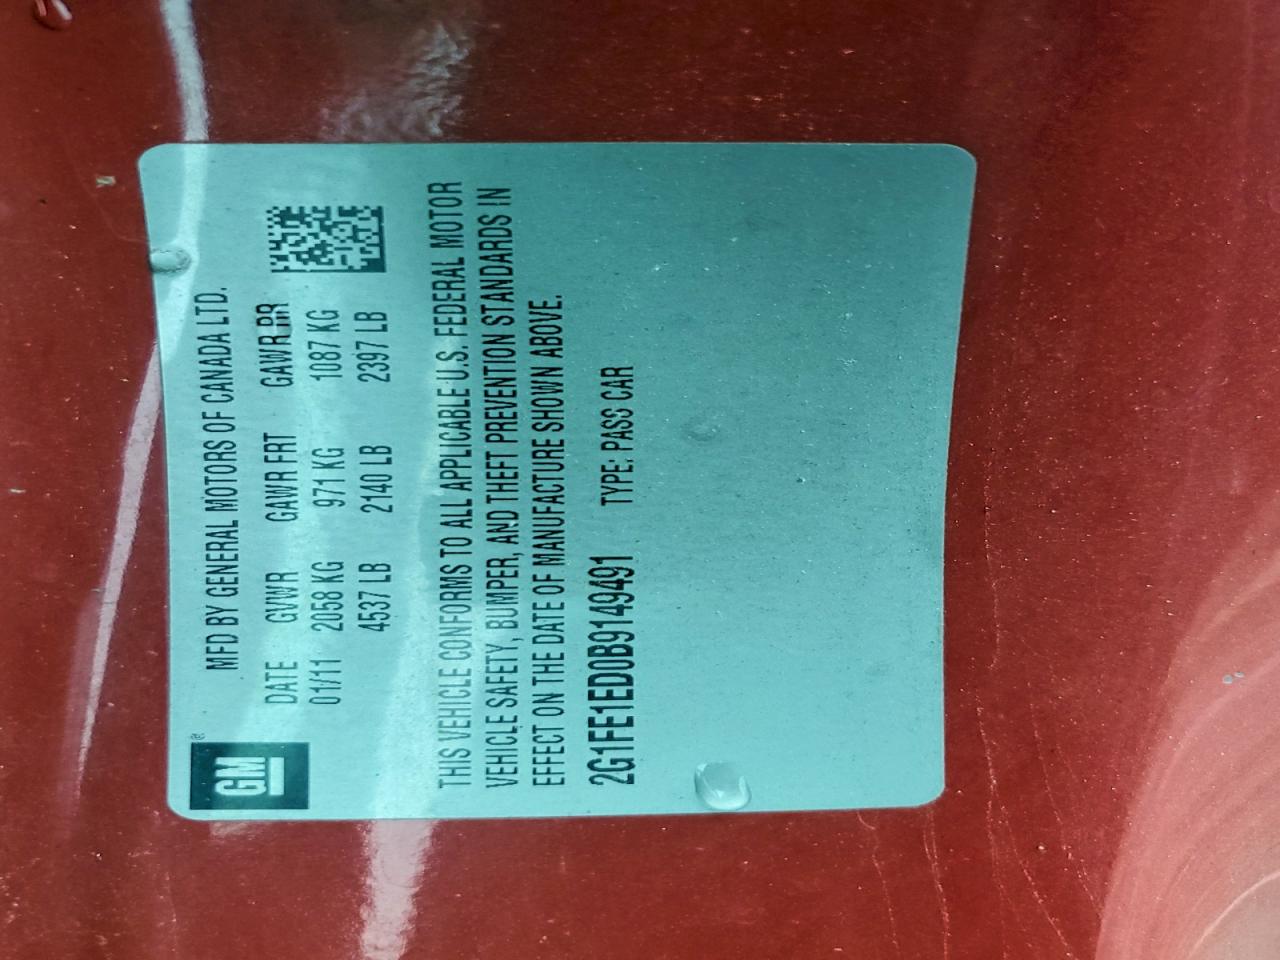 GM®
MFD BY GENERAL MOTORS OF CANADA LTD.
DATE GVWR GAWR FRT GAWR RR
01/11 2058 KG 971 KG 1087 KG
4537 LB 2140 LB 2397 LB
THIS VEHICLE CONFORMS TO ALL APPLICABLE U.S. FEDERAL MOTOR
VEHICLE SAFETY, BUMPER, AND THEFT PREVENTION STANDARDS IN
EFFECT ON THE DATE OF MANUFACTURE SHOWN ABOVE.
2G1FE1ED0B9149491 TYPE: PASS CAR